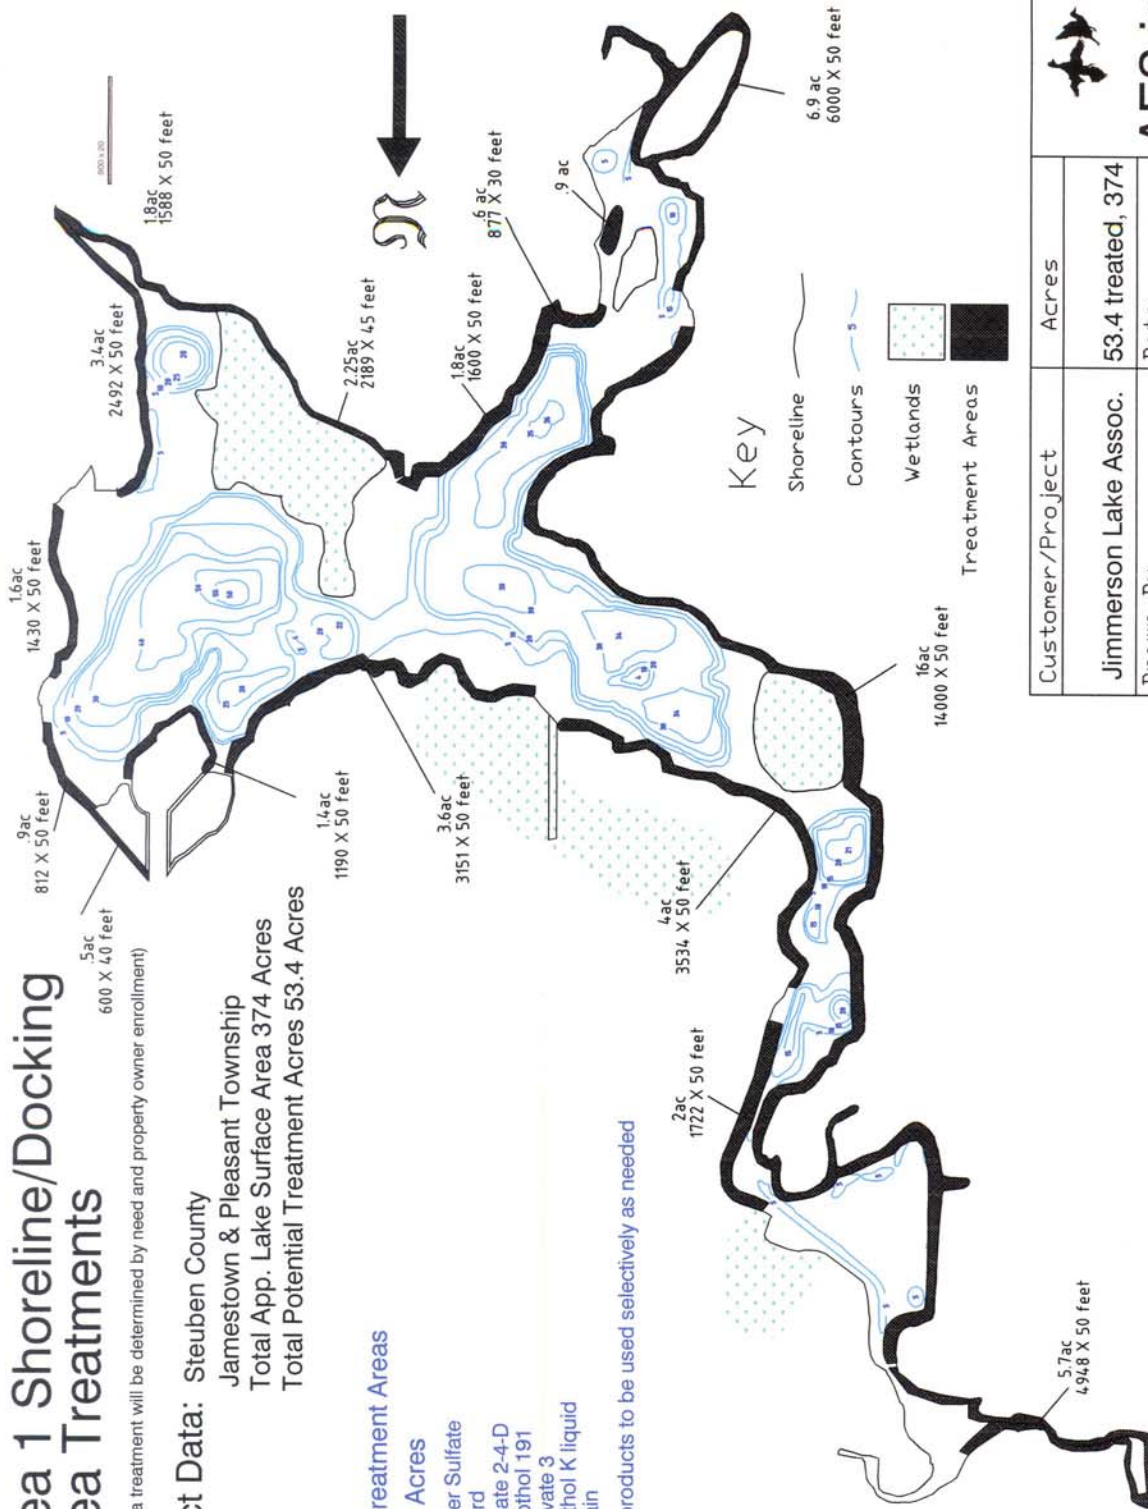 ea 1 Shoreline/Docking
ea Treatments
a treatment will be determined by need and property owner enrollment)
ct Data: Steuben County
Jamestown & Pleasant Township
Total App. Lake Surface Area 374 Acres
Total Potential Treatment Acres 53.4 Acres
reatment Areas
Acres
er Sulfate
rd
ate 2-4-D
othol 191
vate 3
thol K liquid
in
products to be used selectively as needed
.5ac
600 X 40 feet
.9ac
812 X 50 feet
1.6ac
1430 X 50 feet
3.4ac
2492 X 50 feet
1.8ac
1588 X 50 feet
900 x 20
2.25ac
2189 X 45 feet
1.8ac
1600 X 50 feet
.6 ac
877 X 30 feet
.9 ac
6.9 ac
6000 X 50 feet
N
1.4ac
1190 X 50 feet
3.6ac
3151 X 50 feet
4ac
3534 X 50 feet
2ac
1722 X 50 feet
16ac
14000 X 50 feet
5.7ac
4948 X 50 feet
Key
Shoreline
Contours
5
Wetlands
Treatment Areas
Customer/Project Acres
Jimmerson Lake Assoc. 53.4 treated, 374